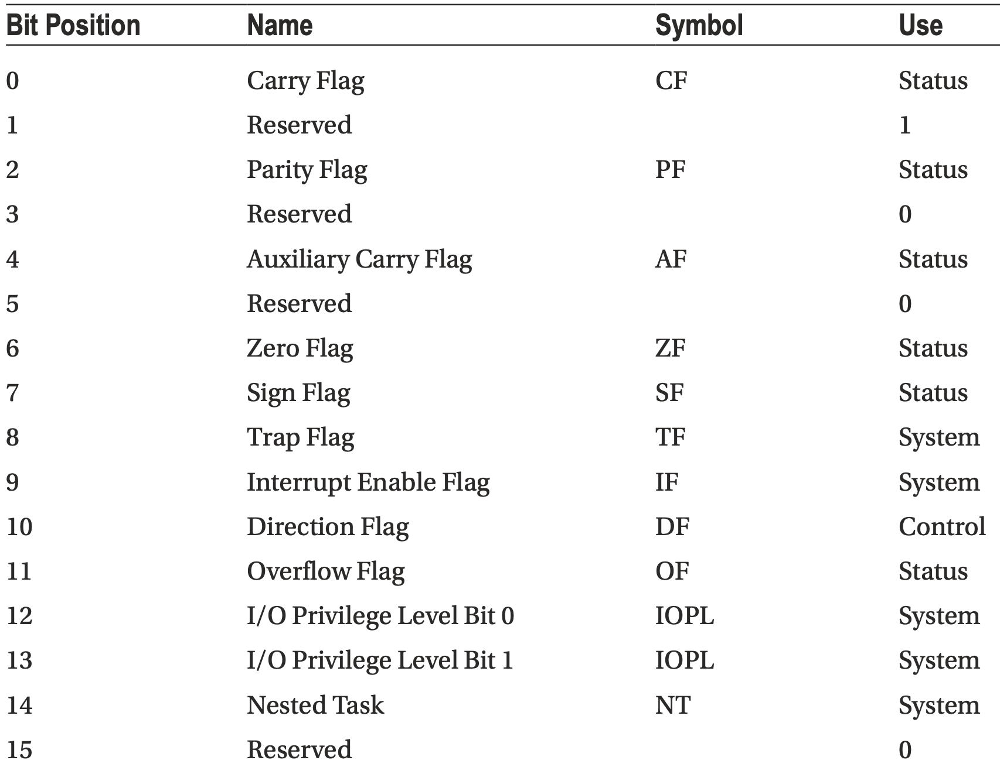 Bit Position Name Symbol Use
0 Carry Flag CF Status
1 Reserved 1
2 Parity Flag PF Status
3 Reserved 0
4 Auxiliary Carry Flag AF Status
5 Reserved 0
6 Zero Flag ZF Status
7 Sign Flag SF Status
8 Trap Flag TF System
9 Interrupt Enable Flag IF System
10 Direction Flag DF Control
11 Overflow Flag OF Status
12 I/O Privilege Level Bit 0 IOPL System
13 I/O Privilege Level Bit 1 IOPL System
14 Nested Task NT System
15 Reserved 0